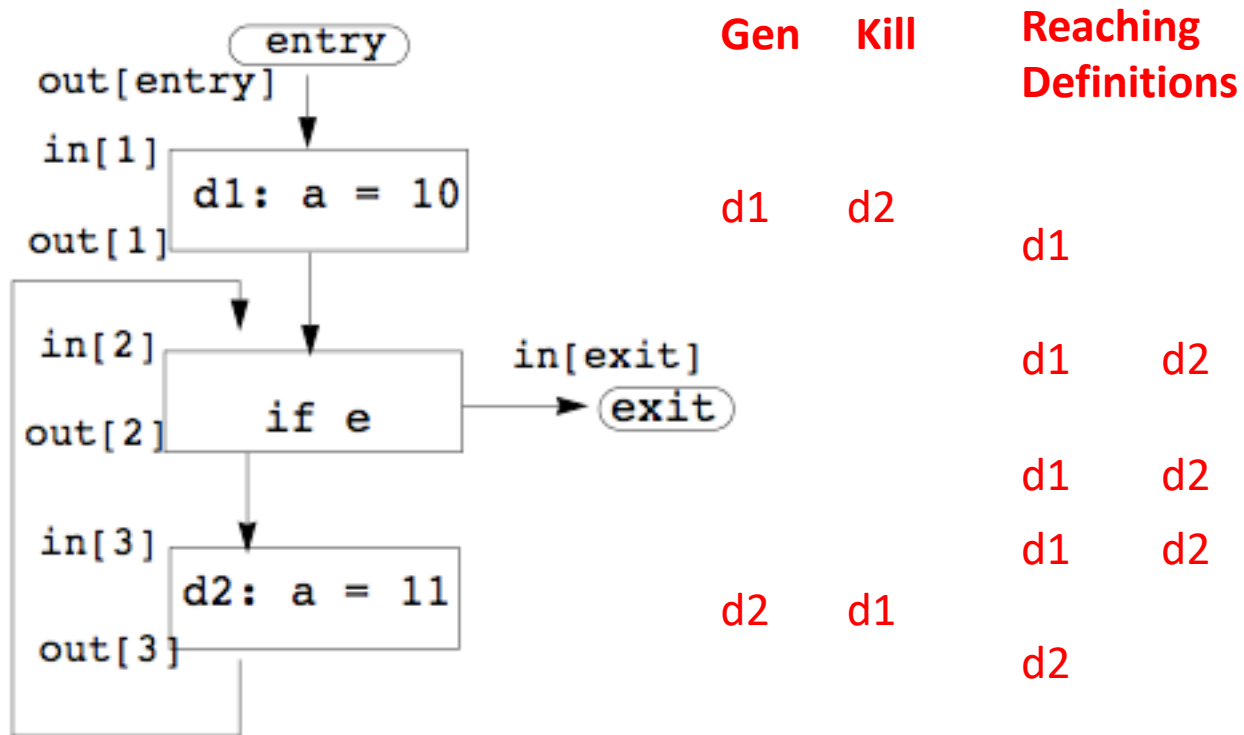 Gen Kill Reaching
Definitions
entry
out[entry]
in[1]
d1: a = 10
d1 d2
out[1]
d1
in[2]
in[exit]
d1 d2
if e
exit
out[2]
d1 d2
in[3]
d1 d2
d2: a = 11
d2 d1
out[3]
d2